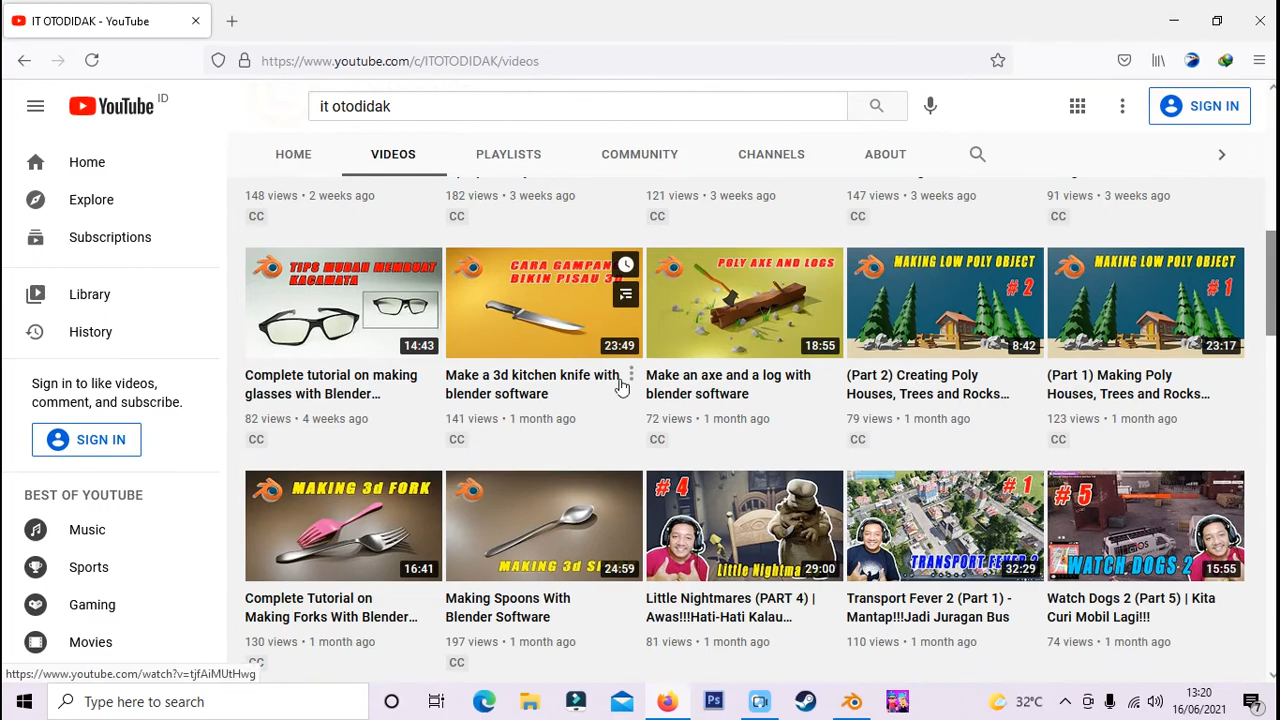 IT OTODIDAK - YouTube
https://www.youtube.com/c/ITOTODIDAK/videos
YouTube ID
it otodidak
SIGN IN
HOME
VIDEOS
PLAYLISTS
COMMUNITY
CHANNELS
ABOUT
Home
Explore
Subscriptions
Library
History
Sign in to like videos,
comment, and subscribe.
SIGN IN
BEST OF YOUTUBE
Music
Sports
Gaming
Movies
148 views • 2 weeks ago
CC
182 views • 3 weeks ago
CC
121 views • 3 weeks ago
CC
147 views • 3 weeks ago
CC
91 views • 3 weeks ago
CC
TIPS MUDAH MEMBUAT
KACAMATA
14:43
Complete tutorial on making
glasses with Blender...
82 views • 4 weeks ago
CC
CARA GAMPANG
BIKIN PISAU 3D
23:49
Make a 3d kitchen knife with
blender software
141 views • 1 month ago
CC
POLY AXE AND LOGS
18:55
Make an axe and a log with
blender software
72 views • 1 month ago
CC
MAKING LOW POLY OBJECT
# 2
8:42
(Part 2) Creating Poly
Houses, Trees and Rocks...
79 views • 1 month ago
CC
MAKING LOW POLY OBJECT
# 1
23:17
(Part 1) Making Poly
Houses, Trees and Rocks...
123 views • 1 month ago
CC
MAKING 3d FORK
16:41
Complete Tutorial on
Making Forks With Blender...
130 views • 1 month ago
CC
MAKING 3d
24:59
Making Spoons With
Blender Software
197 views • 1 month ago
CC
# 4
Little Nightma
29:00
Little Nightmares (PART 4) |
Awas!!!Hati-Hati Kalau...
81 views • 1 month ago
# 1
TRANSPORT FEVER 2
32:29
Transport Fever 2 (Part 1) -
Mantap!!!Jadi Juragan Bus
110 views • 1 month ago
# 5
WATCH DOGS 2
15:55
Watch Dogs 2 (Part 5) | Kita
Curi Mobil Lagi!!!
74 views • 1 month ago
https://www.youtube.com/watch?v=tjfAiMUtHwg
Type here to search
Ps
32°C
13:20
16/06/2021
7